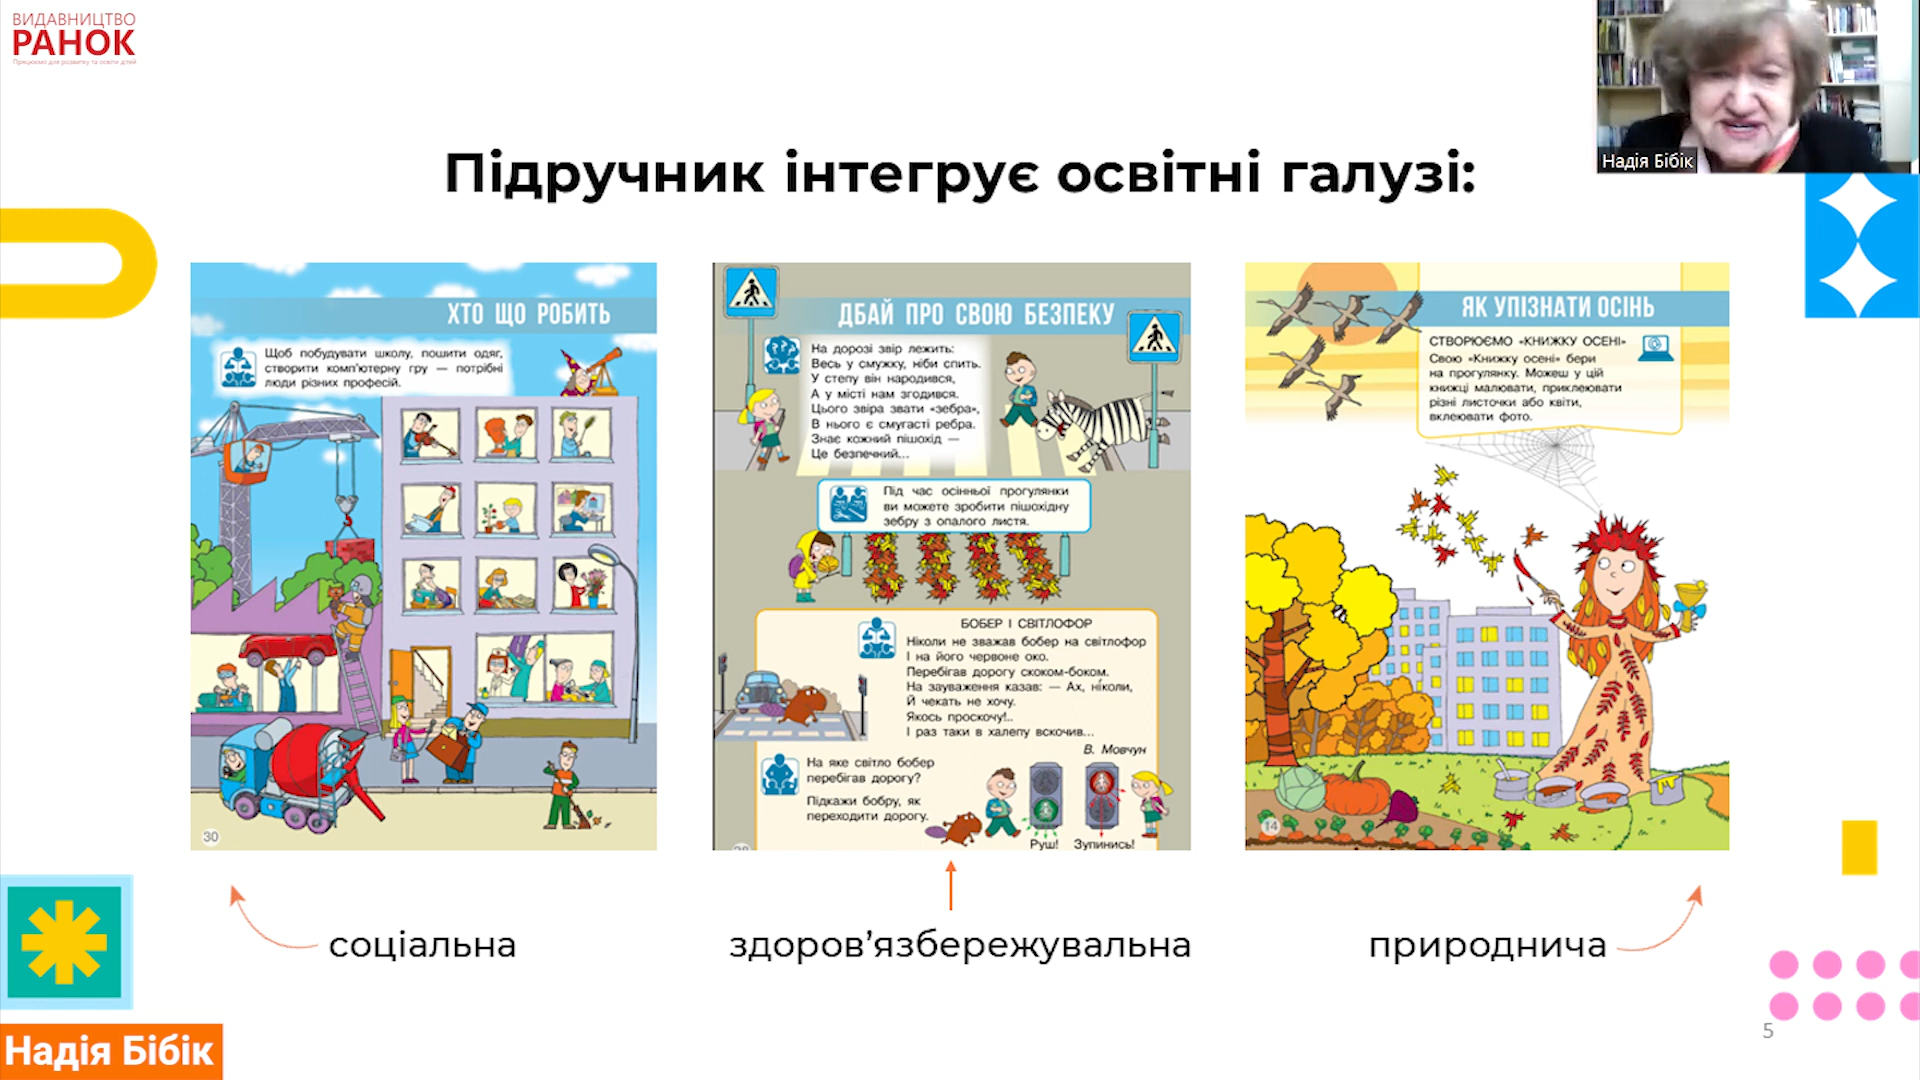 ВИДАВНИЦТВО
РАНОК
Працюємо для розвитку та освіти дітей
Надія Бібік
Підручник інтегрує освітні галузі:
ХТО ЩО РОБИТЬ
Щоб побудувати школу, пошити одяг,
створити комп'ютерну гру — потрібні
люди різних професій.
30
ДБАЙ ПРО СВОЮ БЕЗПЕКУ
На дорозі звір лежить:
Весь у смужку, ніби спить.
У степу він народився,
А у місті нам згодився.
Цього звіра звати «зебра»,
В нього є смугасті ребра.
Знає кожний пішохід —
Це безпечний...
Під час осінньої прогулянки
ви можете зробити пішохідну
зебру з опалого листя.
БОБЕР І СВІТЛОФОР
Ніколи не зважав бобер на світлофор
І на його червоне око.
Перебігав дорогу скоком-боком.
На зауваження казав: — Ах, ніколи,
Й чекать не хочу.
Якось проскочу!..
І раз таки в халепу вскочив...
В. Мовчун
На яке світло бобер
перебігав дорогу?
Підкажи бобру, як
переходити дорогу.
Руш! Зупинись!
ЯК УПІЗНАТИ ОСІНЬ
СТВОРЮЄМО «КНИЖКУ ОСЕНІ»
Свою «Книжку осені» бери
на прогулянку. Можеш у цій
книжці малювати, приклеювати
різні листочки або квіти,
вклеювати фото.
14
соціальна
здоров’язбережувальна
природнича
5
Надія Бібік